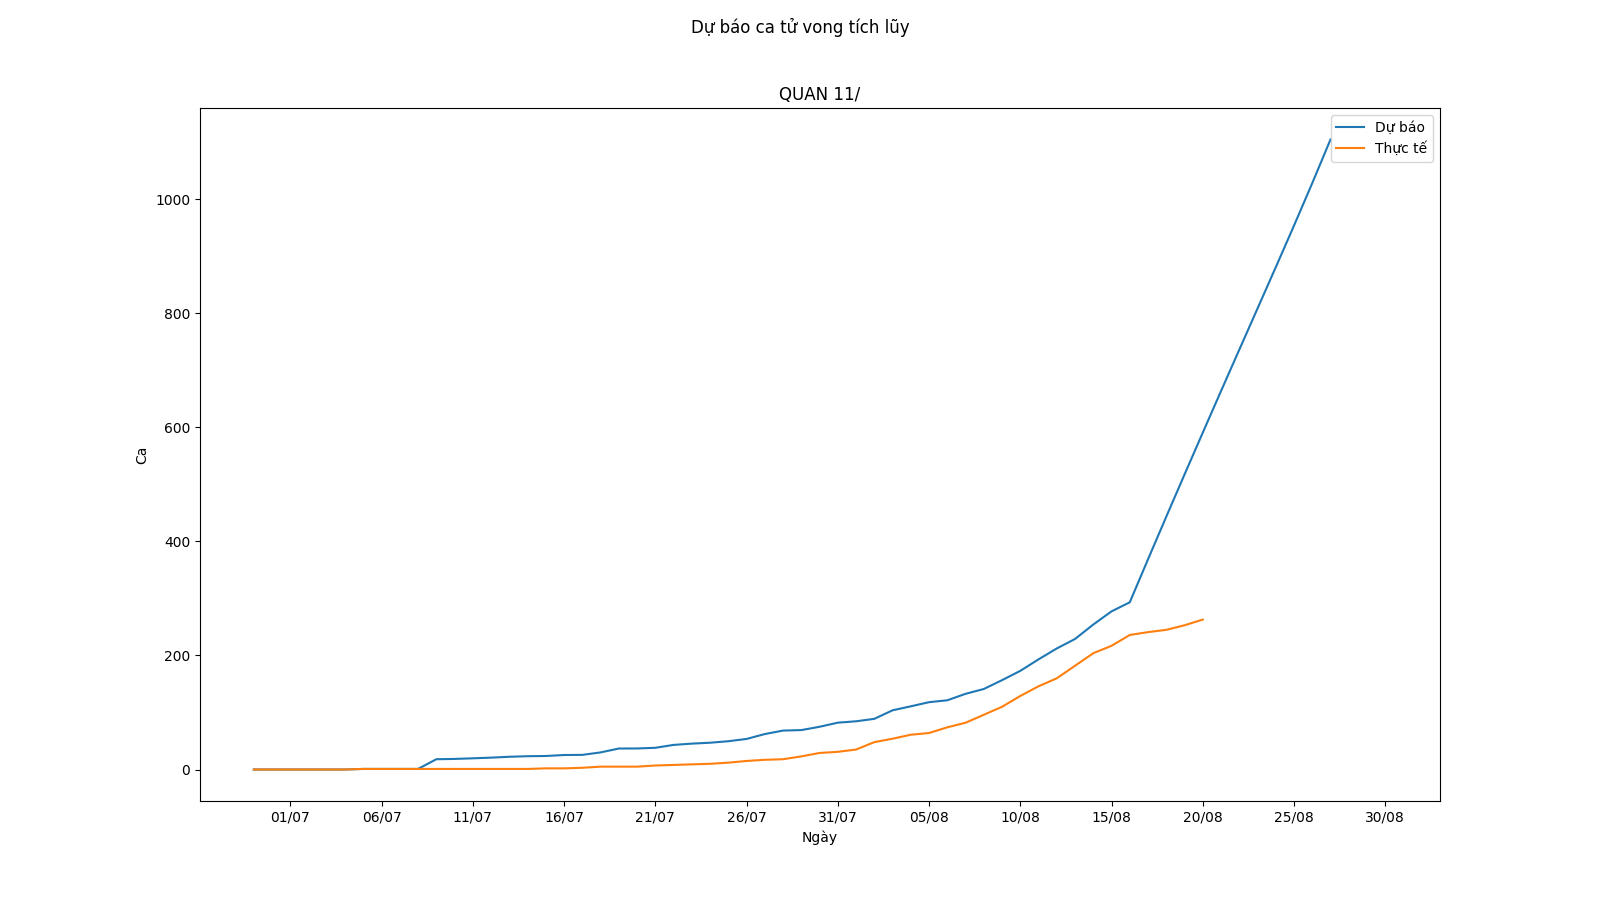 Dự báo ca tử vong tích lũy
QUAN 11/
Dự báo
Thực tế
1000
800
600
400
200
0
Ca
01/07 06/07 11/07 16/07 21/07 26/07 31/07 05/08 10/08 15/08 20/08 25/08 30/08
Ngày